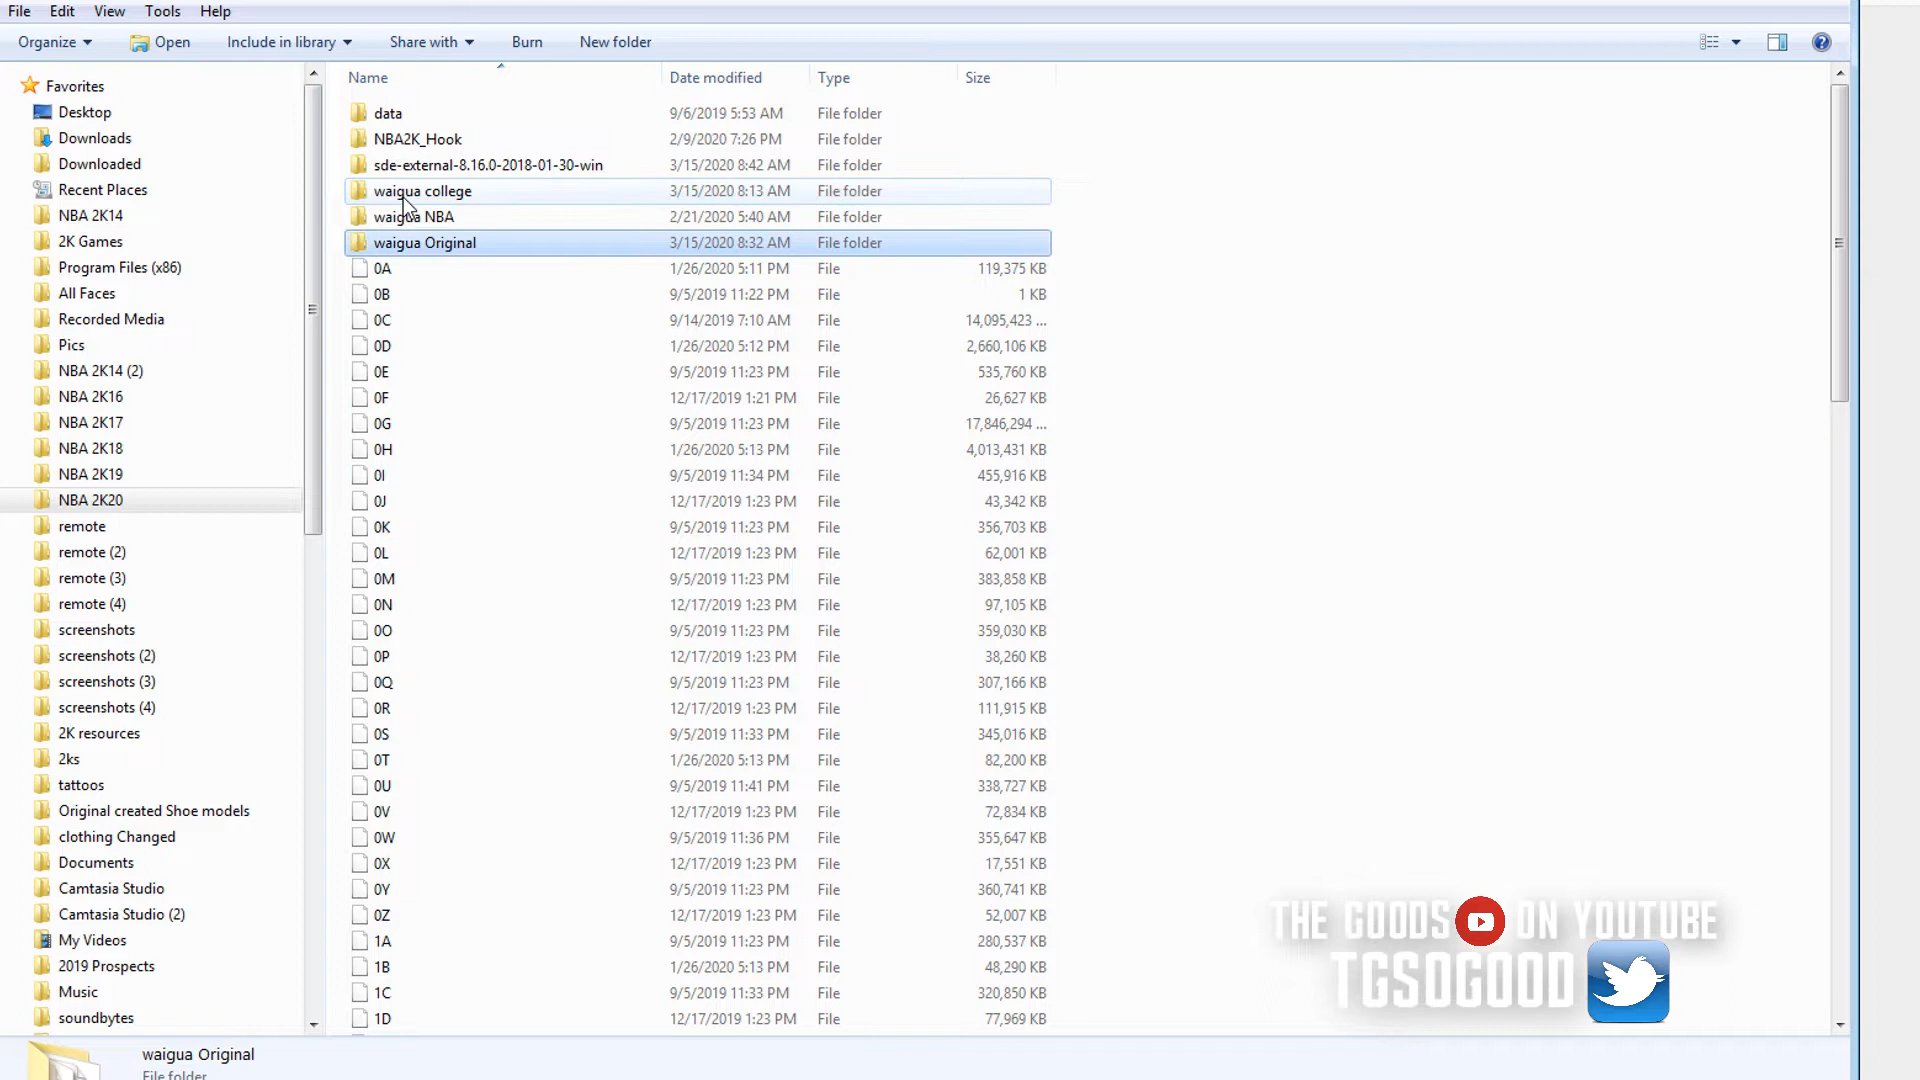 File Edit View Tools Help
Organize Open Include in library Share with Burn New folder
Name Date modified Type Size
Favorites
Desktop
Downloads
Downloaded
Recent Places
NBA 2K14
2K Games
Program Files (x86)
All Faces
Recorded Media
Pics
NBA 2K14 (2)
NBA 2K16
NBA 2K17
NBA 2K18
NBA 2K19
NBA 2K20
remote
remote (2)
remote (3)
remote (4)
screenshots
screenshots (2)
screenshots (3)
screenshots (4)
2K resources
2ks
tattoos
Original created Shoe models
clothing Changed
Documents
Camtasia Studio
Camtasia Studio (2)
My Videos
2019 Prospects
Music
soundbytes
data 9/6/2019 5:53 AM File folder
NBA2K_Hook 2/9/2020 7:26 PM File folder
sde-external-8.16.0-2018-01-30-win 3/15/2020 8:42 AM File folder
waigua college 3/15/2020 8:13 AM File folder
waigua NBA 2/21/2020 5:40 AM File folder
waigua Original 3/15/2020 8:32 AM File folder
0A 1/26/2020 5:11 PM File 119,375 KB
0B 9/5/2019 11:22 PM File 1 KB
0C 9/14/2019 7:10 AM File 14,095,423 ...
0D 1/26/2020 5:12 PM File 2,660,106 KB
0E 9/5/2019 11:23 PM File 535,760 KB
0F 12/17/2019 1:21 PM File 26,627 KB
0G 9/5/2019 11:23 PM File 17,846,294 ...
0H 1/26/2020 5:13 PM File 4,013,431 KB
0I 9/5/2019 11:34 PM File 455,916 KB
0J 12/17/2019 1:23 PM File 43,342 KB
0K 9/5/2019 11:23 PM File 356,703 KB
0L 12/17/2019 1:23 PM File 62,001 KB
0M 9/5/2019 11:23 PM File 383,858 KB
0N 12/17/2019 1:23 PM File 97,105 KB
0O 9/5/2019 11:23 PM File 359,030 KB
0P 12/17/2019 1:23 PM File 38,260 KB
0Q 9/5/2019 11:23 PM File 307,166 KB
0R 12/17/2019 1:23 PM File 111,915 KB
0S 9/5/2019 11:33 PM File 345,016 KB
0T 1/26/2020 5:13 PM File 82,200 KB
0U 9/5/2019 11:41 PM File 338,727 KB
0V 12/17/2019 1:23 PM File 72,834 KB
0W 9/5/2019 11:36 PM File 355,647 KB
0X 12/17/2019 1:23 PM File 17,551 KB
0Y 9/5/2019 11:23 PM File 360,741 KB
0Z 12/17/2019 1:23 PM File 52,007 KB
1A 9/5/2019 11:23 PM File 280,537 KB
1B 1/26/2020 5:13 PM File 48,290 KB
1C 9/5/2019 11:33 PM File 320,850 KB
1D 12/17/2019 1:23 PM File 77,969 KB
THE GOODS ON YOUTUBE
TGSOGOOD
waigua Original
File folder